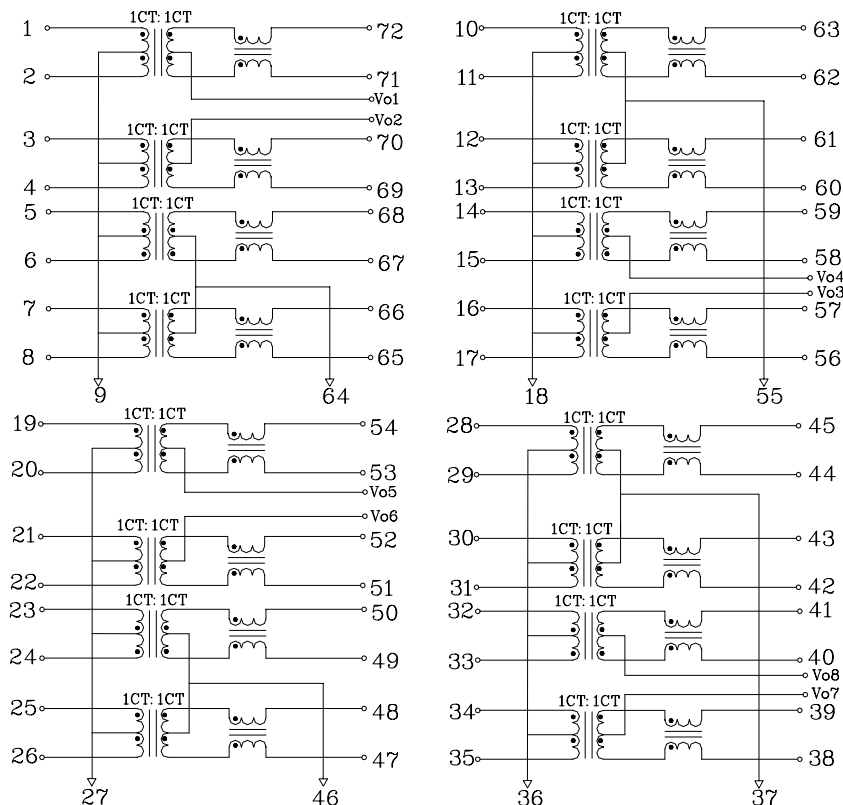 1CT: 1CT
1 72
2 71
Vo1
Vo2
1CT: 1CT
3 70
4 69
1CT: 1CT
5 68
6 67
1CT: 1CT
7 66
8 65
9 64
1CT: 1CT
10 63
11 62
1CT: 1CT
12 61
13 60
1CT: 1CT
14 59
15 58
Vo4
Vo3
1CT: 1CT
16 57
17 56
18 55
1CT: 1CT
19 54
20 53
Vo5
Vo6
1CT: 1CT
21 52
22 51
1CT: 1CT
23 50
24 49
1CT: 1CT
25 48
26 47
27 46
1CT: 1CT
28 45
29 44
1CT: 1CT
30 43
31 42
1CT: 1CT
32 41
33 40
Vo8
Vo7
1CT: 1CT
34 39
35 38
36 37